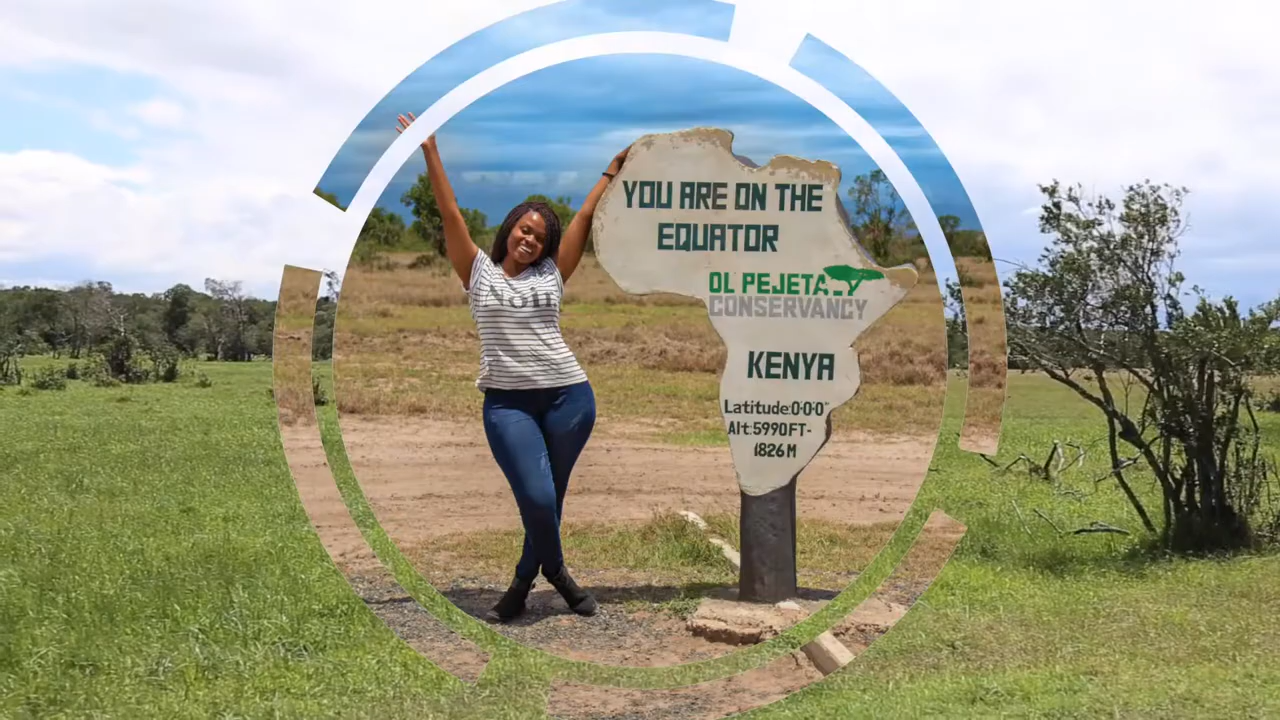 YOU ARE ON THE
EQUATOR
OL PEJETA
CONSERVANCY
KENYA
Latitude:0°0'0"
Alt:5990FT-
1826M